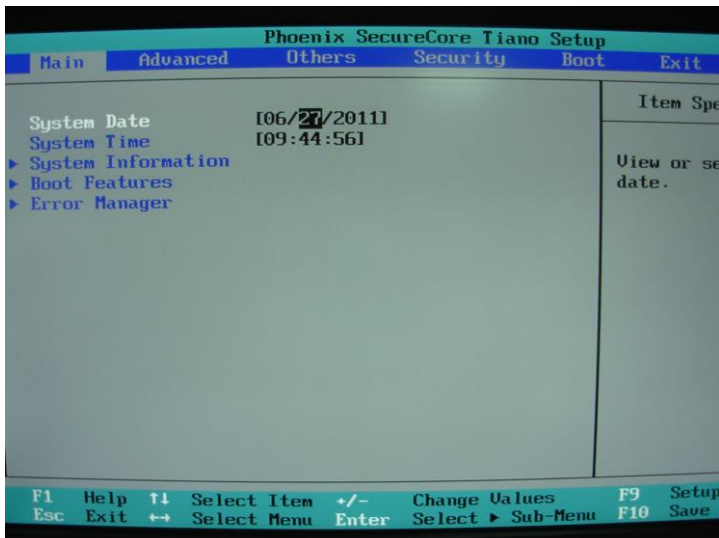 Phoenix SecureCore Tiano Setup
Main Advanced Others Security Boot Exit
Item Spe
System Date [06/27/2011]
System Time [09:44:56]
▶ System Information
▶ Boot Features
▶ Error Manager
View or se
date.
F1 Help ↑↓ Select Item +/- Change Values F9 Setup
Esc Exit ↔ Select Menu Enter Select ▶ Sub-Menu F10 Save